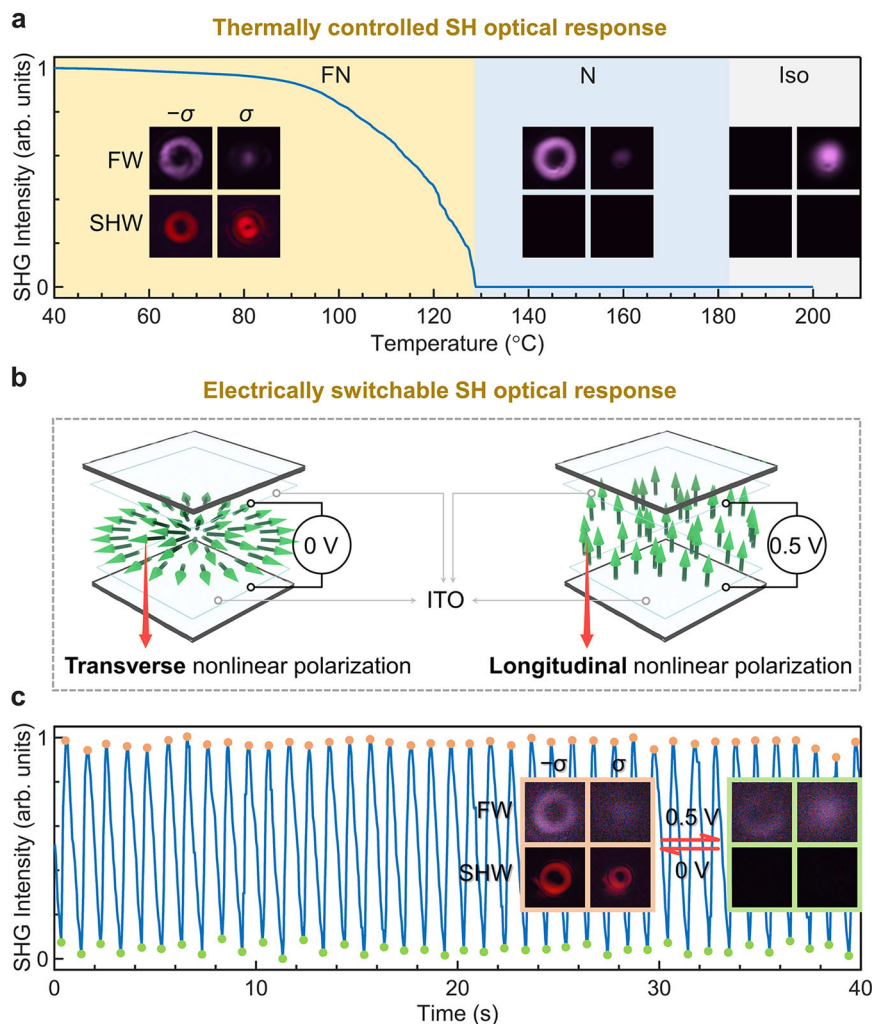 a
Thermally controlled SH optical response
SHG Intensity (arb. units)
1
0
FN
N
Iso
−σ σ
FW
SHW
40 60 80 100 120 140 160 180 200
Temperature (°C)
b
Electrically switchable SH optical response
0 V
0.5 V
ITO
Transverse nonlinear polarization
Longitudinal nonlinear polarization
c
SHG Intensity (arb. units)
1
0
−σ σ
FW
SHW
0.5 V
0 V
0 10 20 30 40
Time (s)